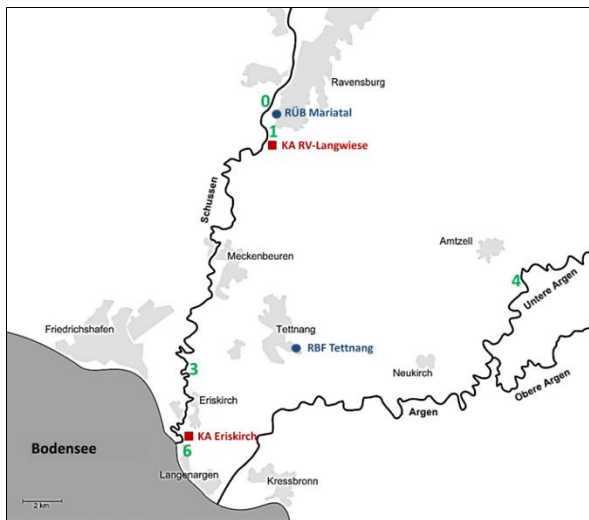 Ravensburg
0
RÜB Mariatal
1
KA RV-Langwiese
Schussen
Amtzell
Meckenbeuren
4
Untere Argen
Friedrichshafen
Tettnang
RBF Tettnang
3
Neukirch
Obere Argen
Eriskirch
Argen
KA Eriskirch
Bodensee
6
Langenargen
Kressbronn
2 km